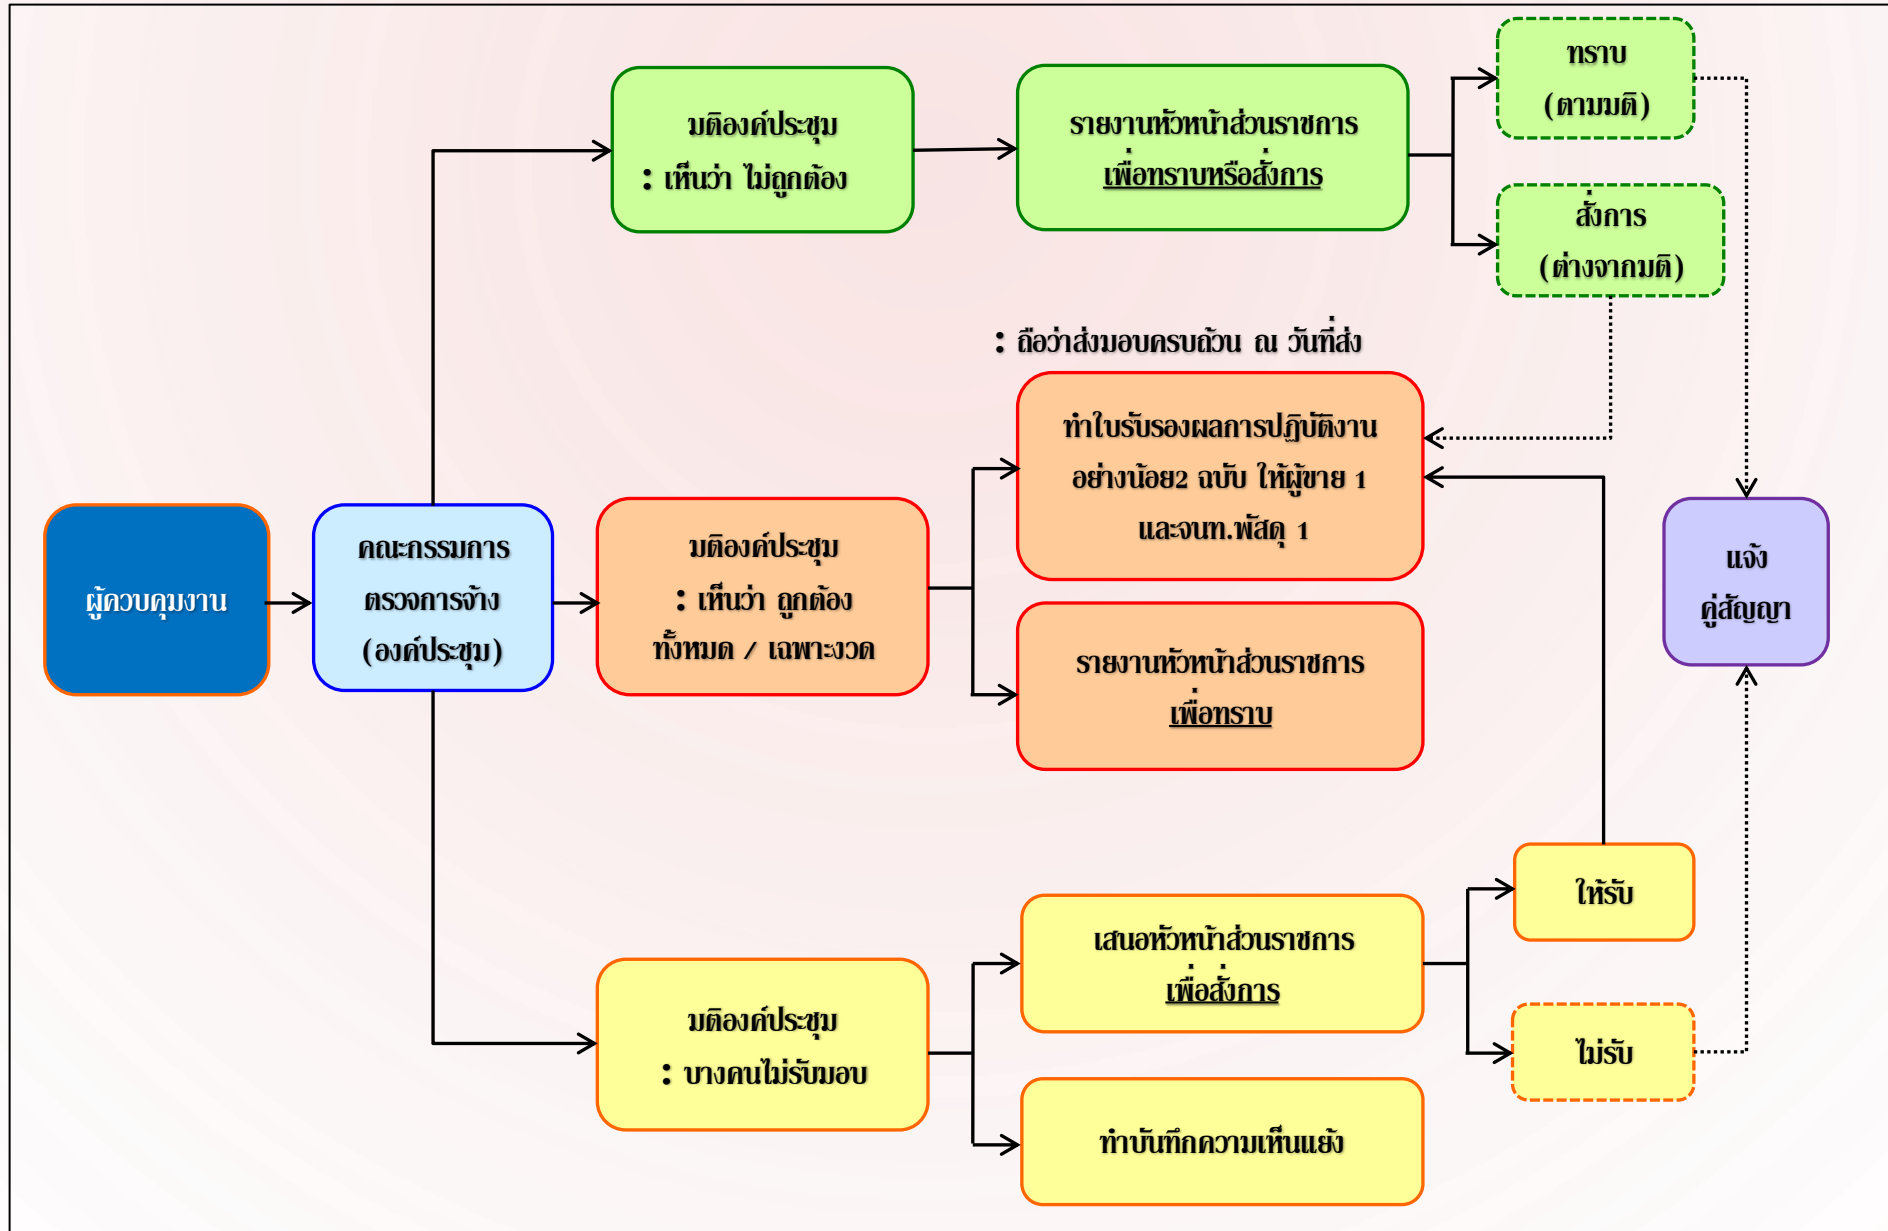 ผู้ควบคุมงาน
คณะกรรมการ
ตรวจการจ้าง
(องค์ประชุม)
มติองค์ประชุม
: เห็นว่า ไม่ถูกต้อง
รายงานหัวหน้าส่วนราชการ
เพื่อทราบหรือสั่งการ
ทราบ
(ตามมติ)
สั่งการ
(ต่างจากมติ)
: ถือว่าส่งมอบครบถ้วน ณ วันที่ส่ง
มติองค์ประชุม
: เห็นว่า ถูกต้อง
ทั้งหมด / เฉพาะงวด
ทำใบรับรองผลการปฏิบัติงาน
อย่างน้อย2 ฉบับ ให้ผู้ขาย 1
และจนท.พัสดุ 1
รายงานหัวหน้าส่วนราชการ
เพื่อทราบ
แจ้ง
คู่สัญญา
มติองค์ประชุม
: บางคนไม่รับมอบ
เสนอหัวหน้าส่วนราชการ
เพื่อสั่งการ
ทำบันทึกความเห็นแย้ง
ให้รับ
ไม่รับ